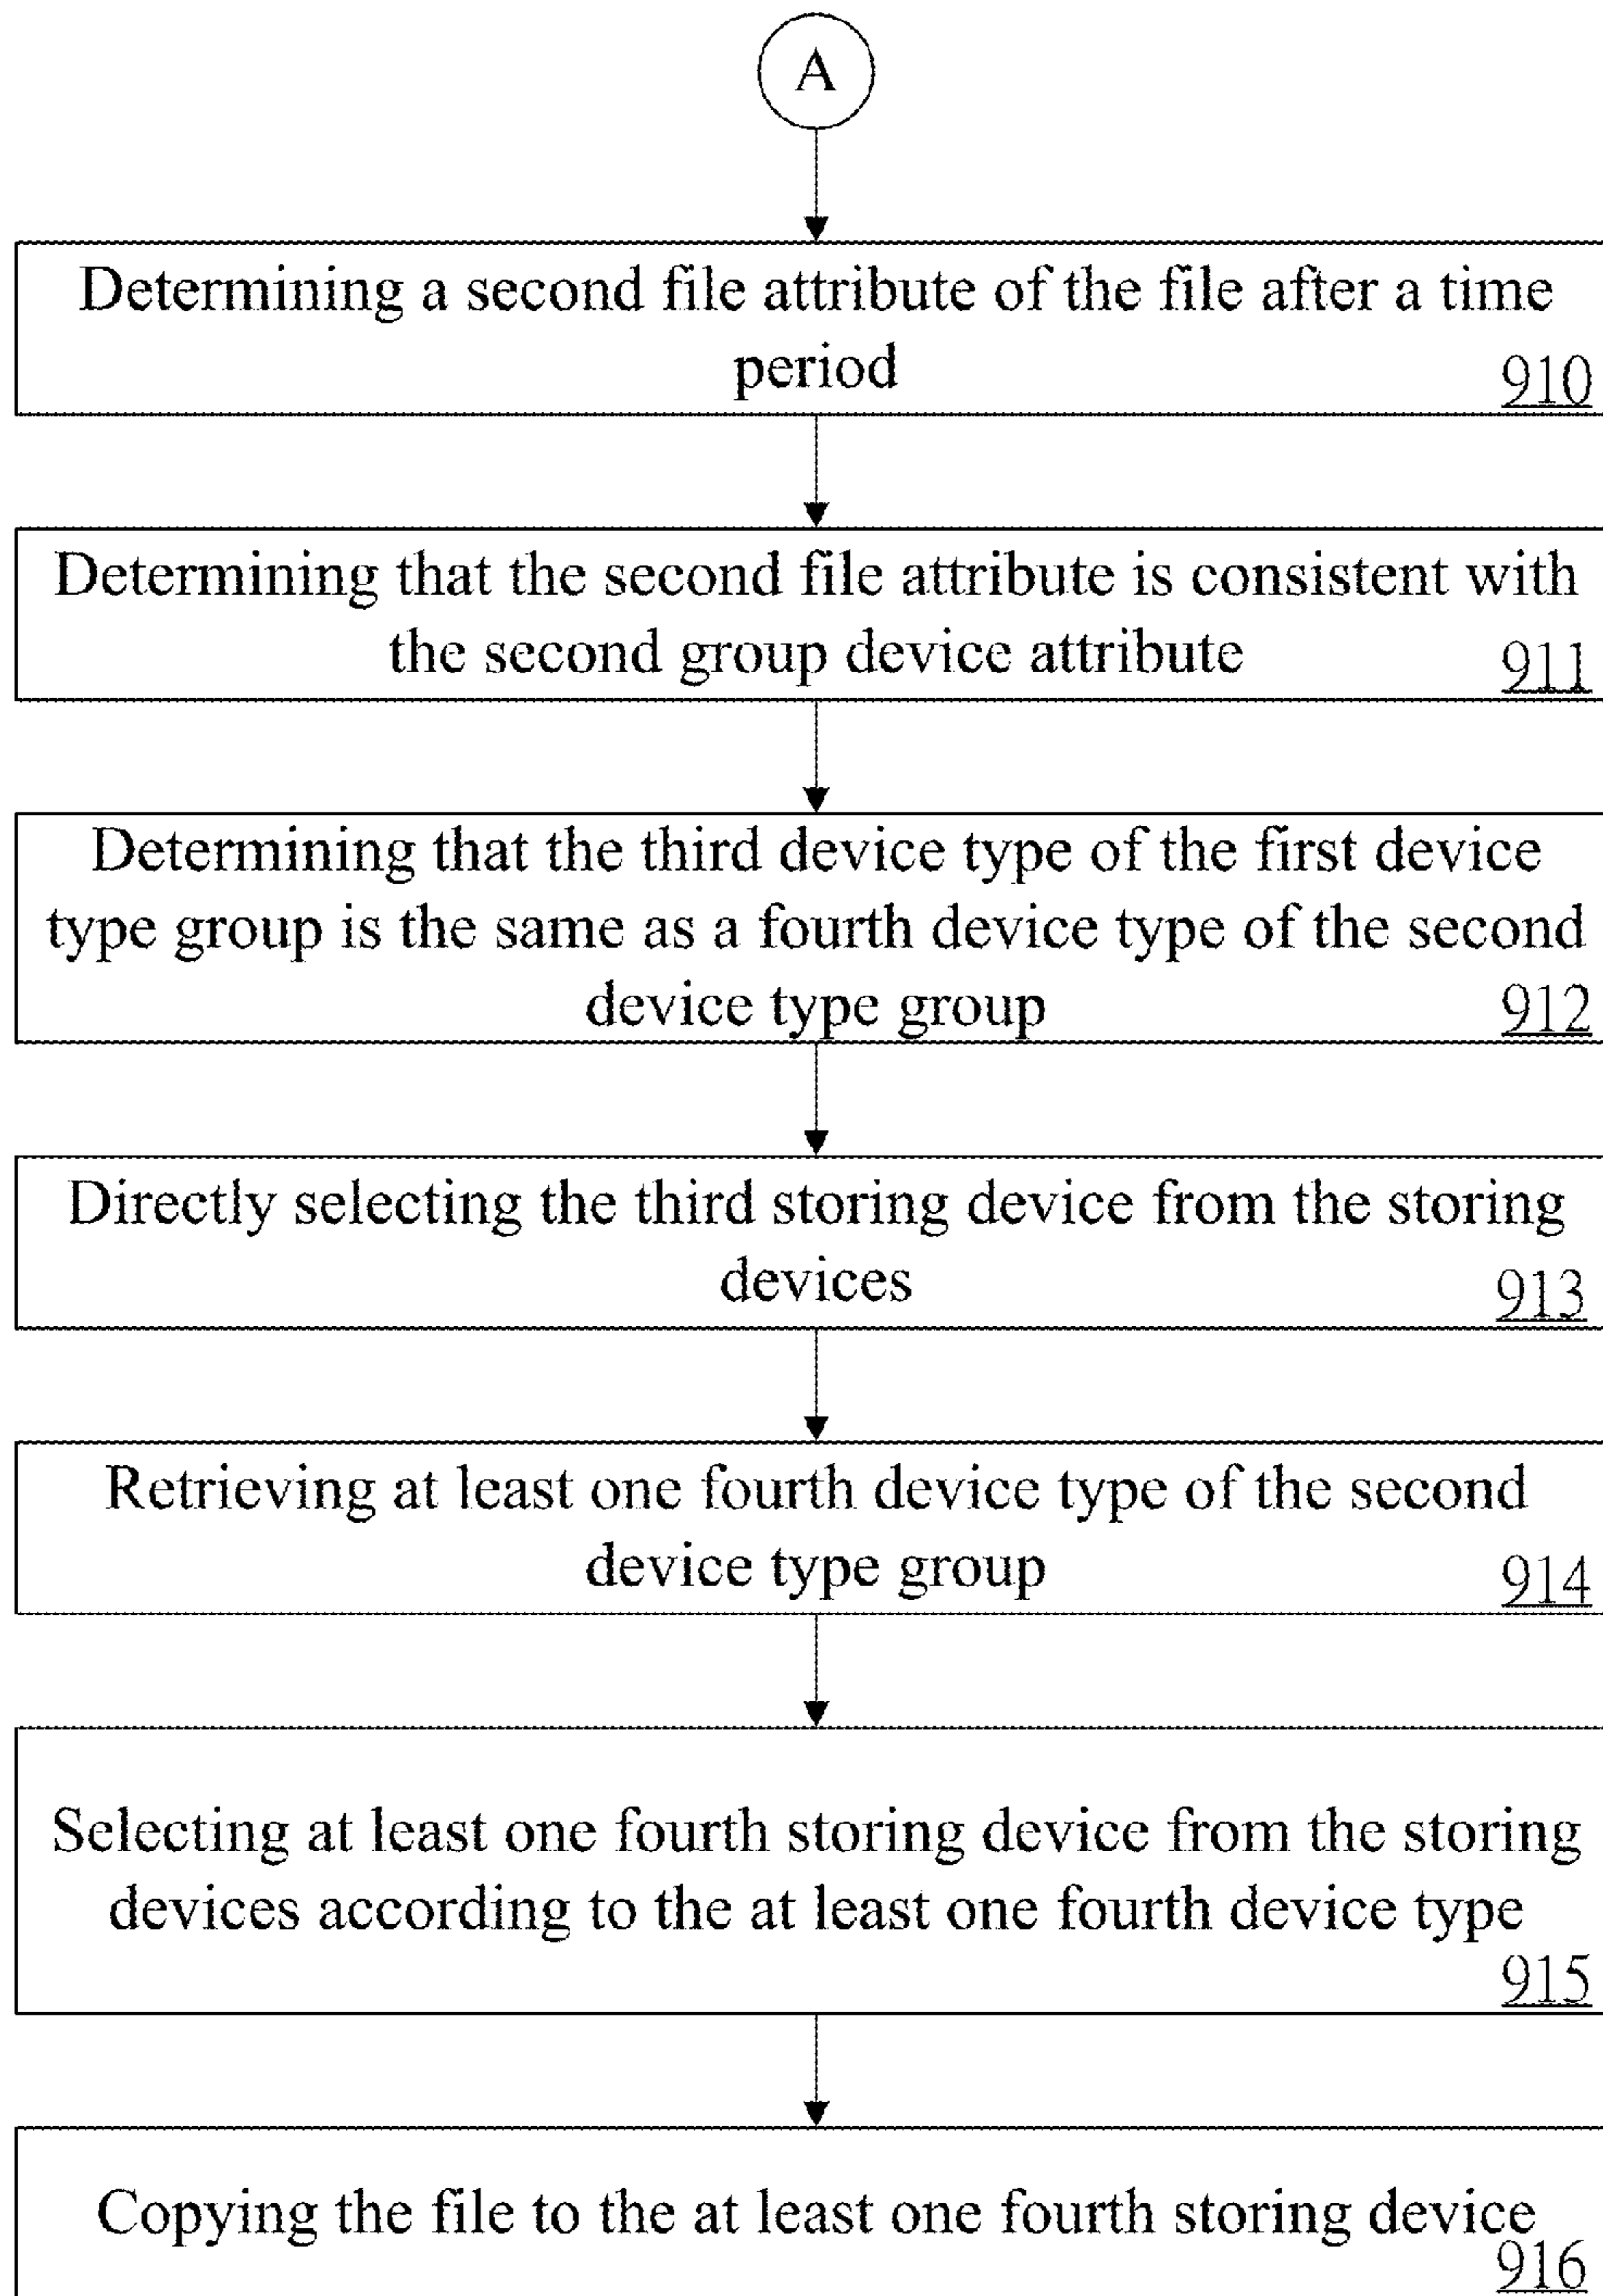 A
Determining a second file attribute of the file after a time
period
910
Determining that the second file attribute is consistent with
the second group device attribute
911
Determining that the third device type of the first device
type group is the same as a fourth device type of the second
device type group
912
Directly selecting the third storing device from the storing
devices
913
Retrieving at least one fourth device type of the second
device type group
914
Selecting at least one fourth storing device from the storing
devices according to the at least one fourth device type
915
Copying the file to the at least one fourth storing device
916